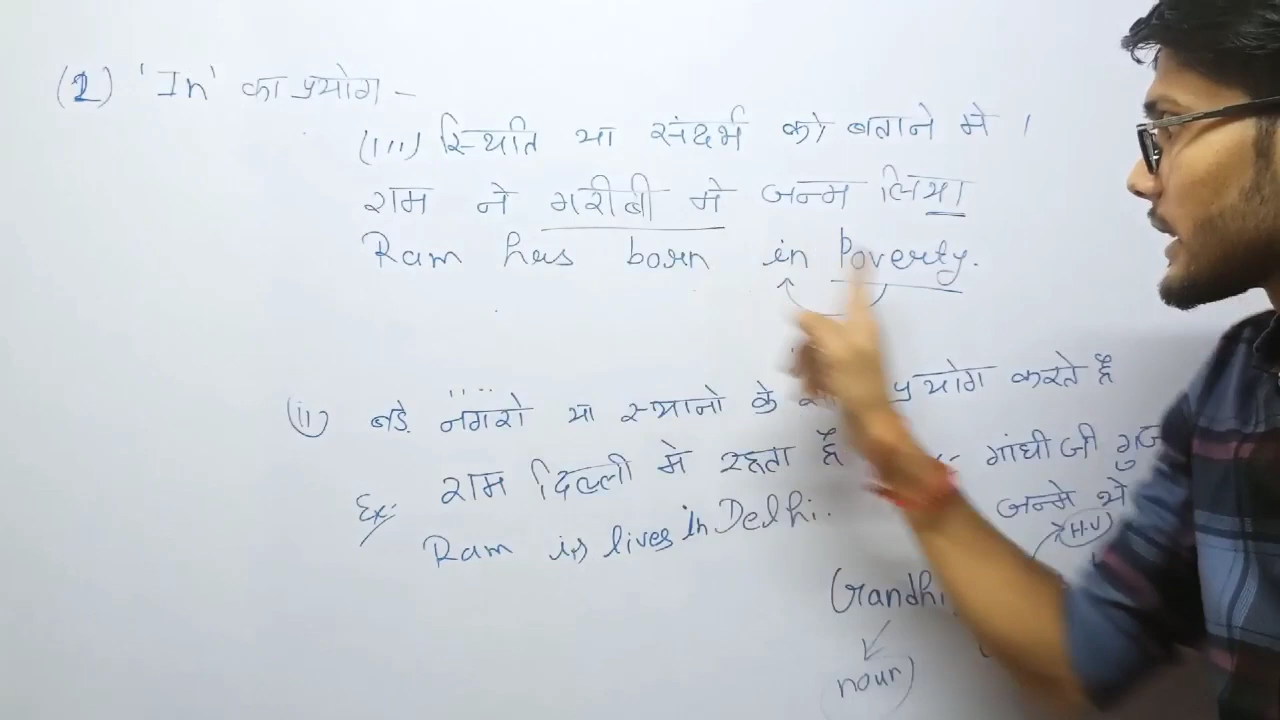 (2) 'In' का प्रयोग –
(iii) स्थिति या संदर्भ को बताने मे ।
राम ने गरीबी मे जन्म लिया
Ram has born in Poverty.
(ii) बडे नगरो या स्थानो के प्रयोग करते है
Ex:- राम दिल्ली मे रहता है
Ram is lives in Delhi.
गांधी जी
जन्मे थे
(H.V)
Gandhi
noun